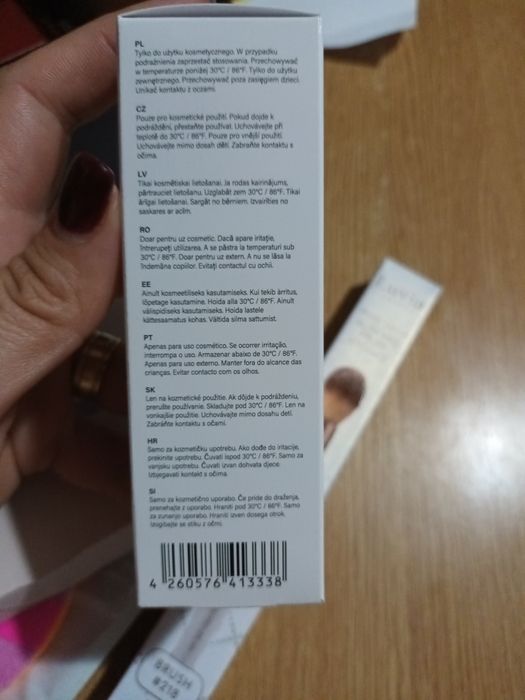 PL
Tylko do użytku kosmetycznego. W przypadku
podrażnienia zaprzestać stosowania. Przechowywać
w temperaturze poniżej 30°C / 86°F. Tylko do użytku
zewnętrznego. Przechowywać poza zasięgiem dzieci.
Unikać kontaktu z oczami.
CZ
Pouze pro kosmetické použití. Pokud dojde k
podráždění, přestaňte používat. Uchovávejte při
teplotě do 30°C / 86°F. Pouze pro vnější použití.
Uchovávejte mimo dosah dětí. Zabraňte kontaktu s
očima.
LV
Tikai kosmētiskai lietošanai. Ja rodas kairinājums,
pārtrauciet lietošanu. Uzglabāt zem 30°C / 86°F. Tikai
ārīgai lietošanai. Sargāt no bērniem. Izvairīties no
saskares ar acīm.
RO
Doar pentru uz cosmetic. Dacă apare iritație,
întrerupeți utilizarea. A se păstra la temperaturi sub
30°C / 86°F. Doar pentru uz extern. A nu se lăsa la
îndemâna copiilor. Evitați contactul cu ochii.
EE
Ainult kosmeetiliseks kasutamiseks. Kui tekib ärritus,
lõpetage kasutamine. Hoida alla 30°C / 86°F. Ainult
välispidiseks kasutamiseks. Hoida lastele
kättesaamatus kohas. Vältida silma sattumist.
PT
Apenas para uso cosmético. Se ocorrer irritação,
interrompa o uso. Armazenar abaixo de 30°C / 86°F.
Apenas para uso externo. Manter fora do alcance das
crianças. Evitar contacto com os olhos.
SK
Len na kozmetické použitie. Ak dôjde k podráždeniu,
prerušte používanie. Skladujte pod 30°C / 86°F. Len na
vonkajšie použitie. Uchovávajte mimo dosahu detí.
Zabráňte kontaktu s očami.
HR
Samo za kozmetičku upotrebu. Ako dođe do iritacije,
prekinite upotrebu. Čuvati ispod 30°C / 86°F. Samo za
vanjsku upotrebu. Čuvati izvan dohvata djece.
Izbjegavati kontakt s očima.
SI
Samo za kozmetično uporabo. Če pride do draženja,
prenehajte z uporabo. Hraniti pod 30°C / 86°F. Samo
za zunanjo uporabo. Hraniti izven dosega otrok.
Izogibajte se stiku z očmi.
4 260576 413338
Luvia
BRUSH
#218